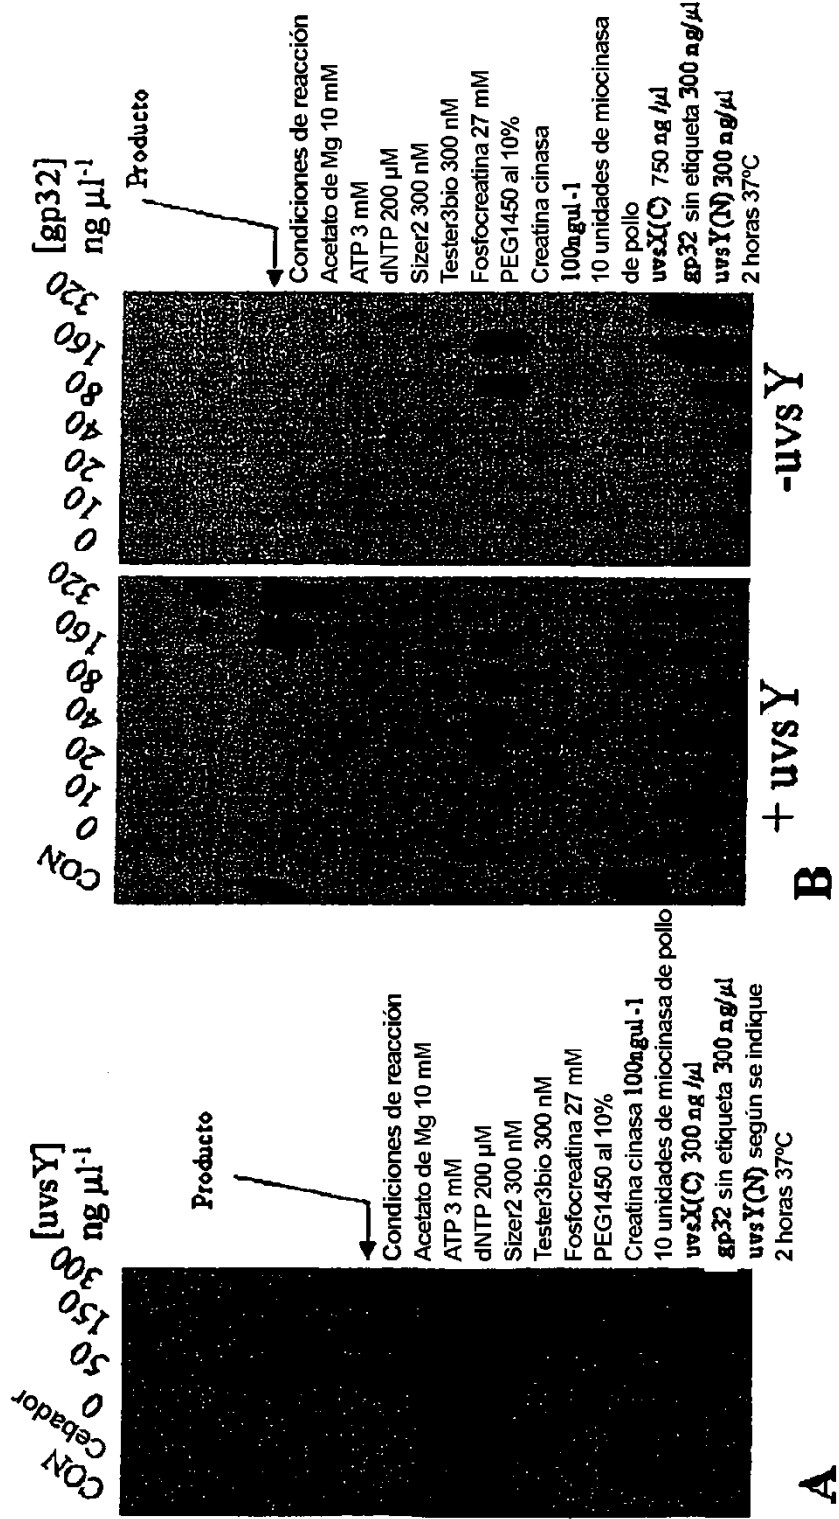 CON
Cebador
0 50 150 300
[uvsY]
ng µl-1
Producto
Condiciones de reacción
Acetato de Mg 10 mM
ATP 3 mM
dNTP 200 µM
Sizer2 300 nM
Tester3bio 300 nM
Fosfocreatina 27 mM
PEG1450 al 10%
Creatina cinasa 100ngul-1
10 unidades de miocinasa de pollo
uvsX(C) 300 ng/µl
gp32 sin etiqueta 300 ng/µl
uvsY(N) según se indique
2 horas 37ºC
A
CON 0 10 20 40 80 160 320
0 10 20 40 80 160 320
[gp32]
ng µl-1
Producto
Condiciones de reacción
Acetato de Mg 10 mM
ATP 3 mM
dNTP 200 µM
Sizer2 300 nM
Tester3bio 300 nM
Fosfocreatina 27 mM
PEG1450 al 10%
Creatina cinasa
100ngul-1
10 unidades de miocinasa
de pollo
uvsX(C) 750 ng/µl
gp32 sin etiqueta 300 ng/µl
uvsY(N) 300 ng/µl
2 horas 37ºC
+uvsY
-uvsY
B